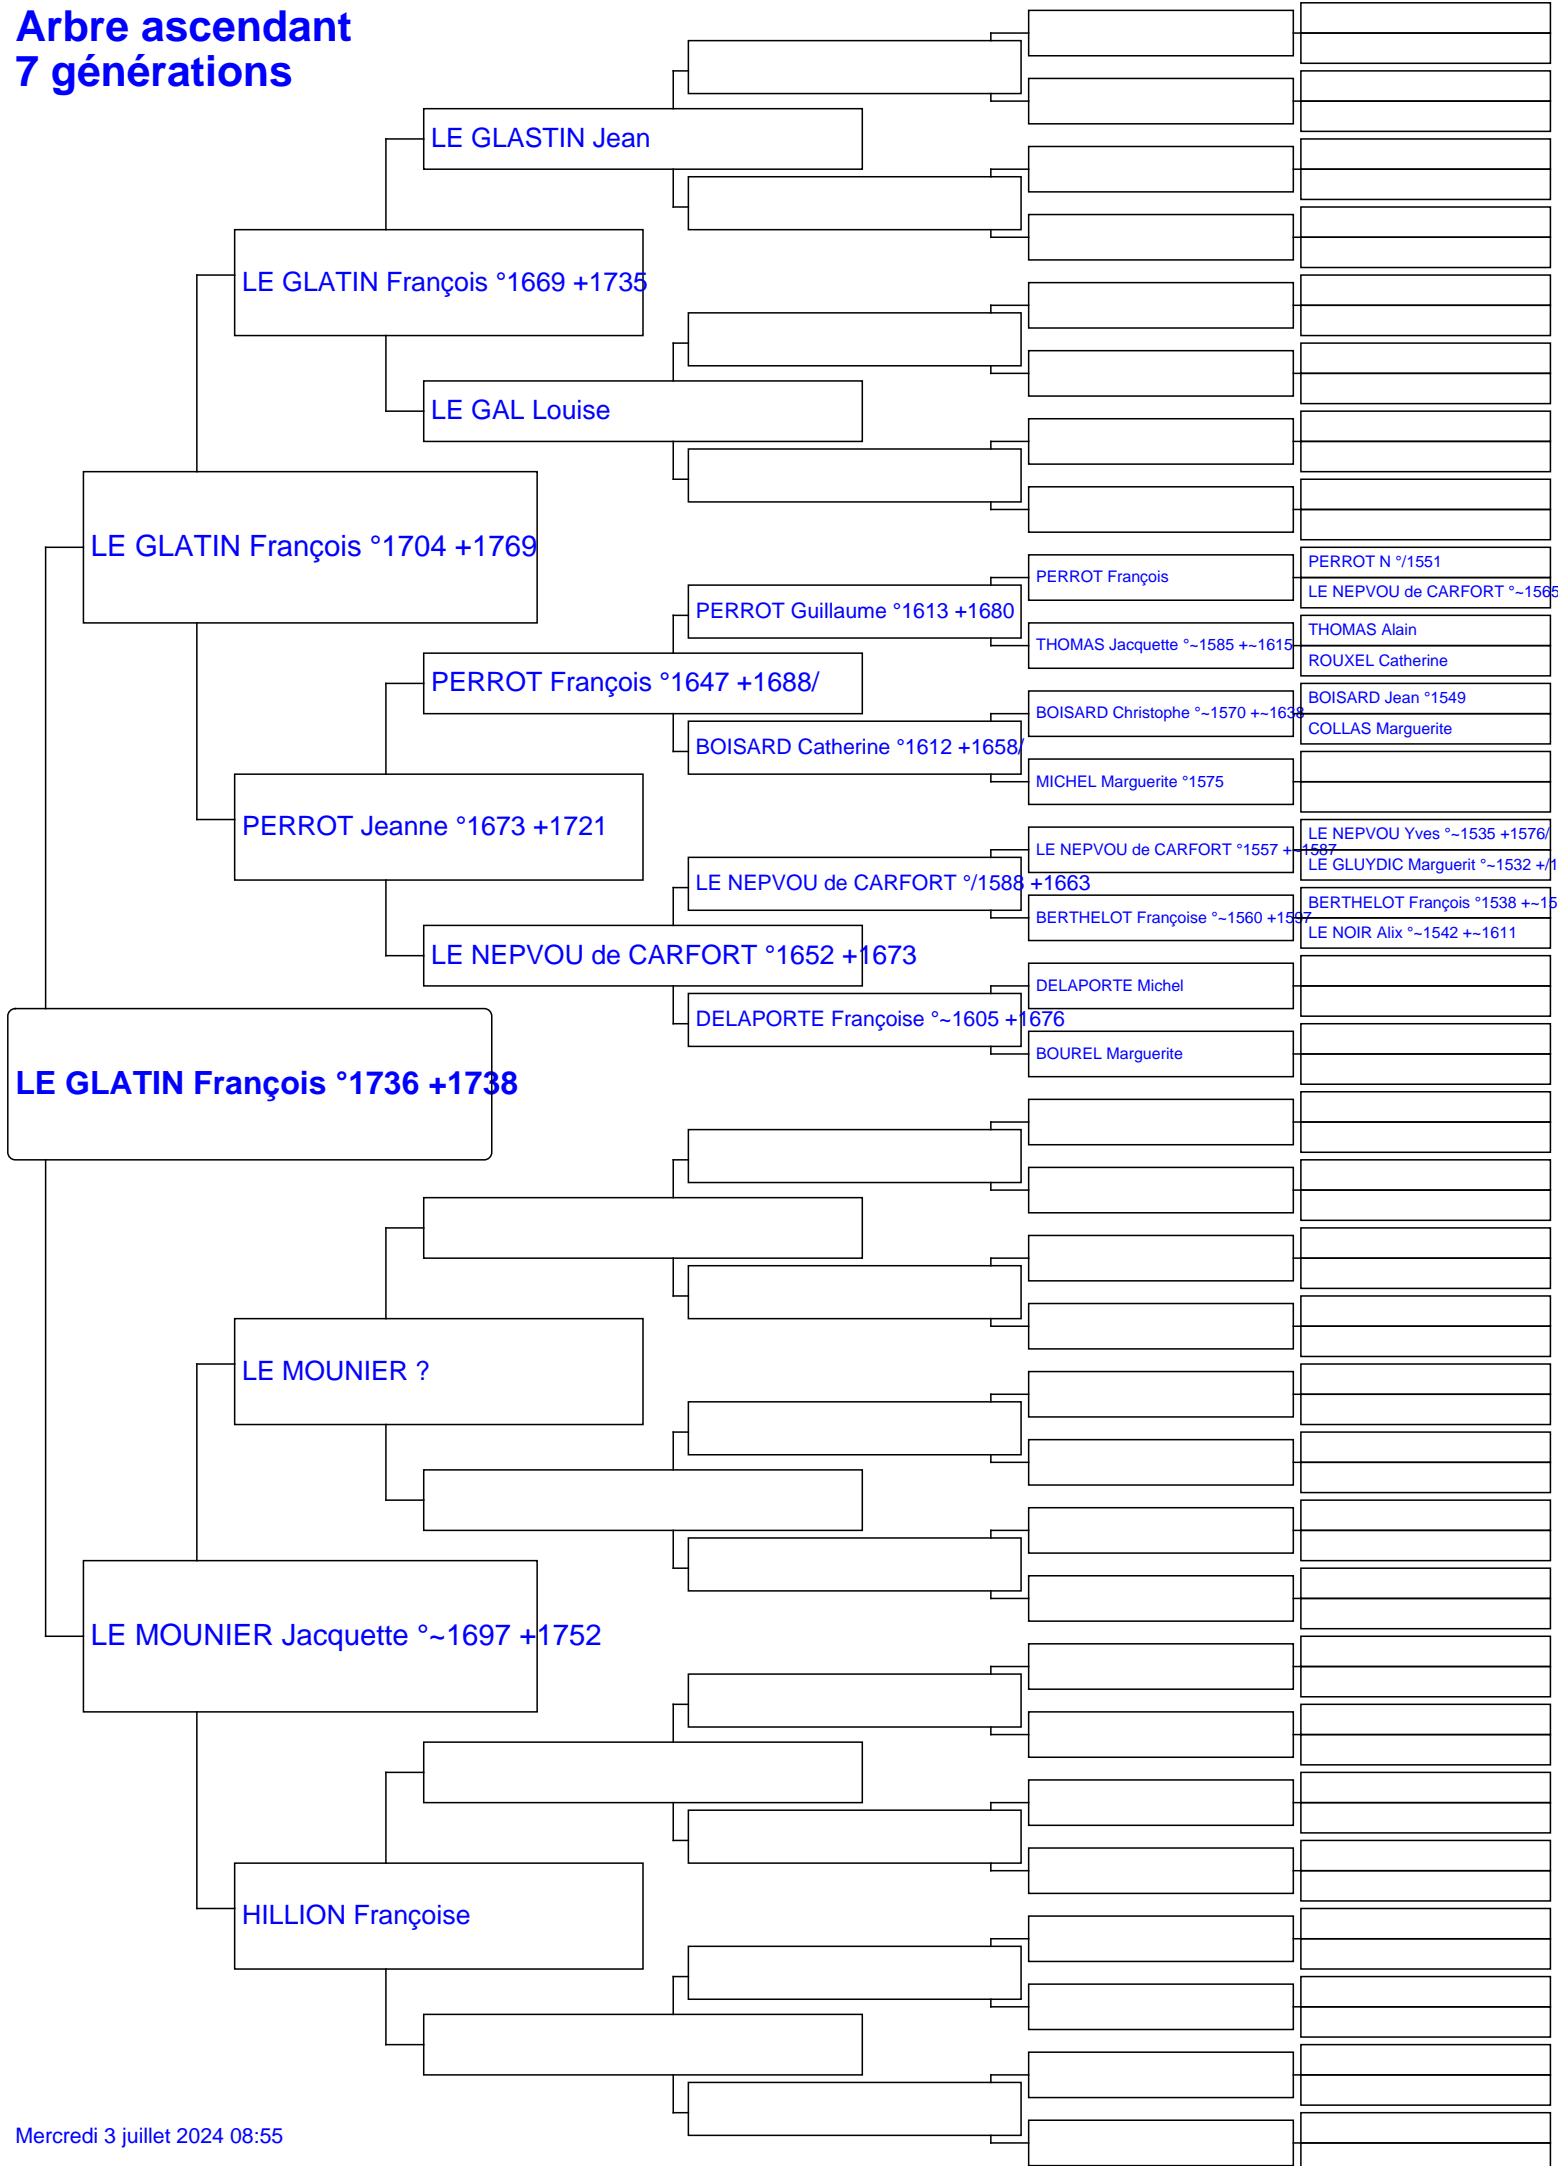 Arbre ascendant
7 générations
LE GLASTIN Jean
LE GLATIN François °1669 +1735
LE GAL Louise
LE GLATIN François °1704 +1769
PERROT François
PERROT N °/1551
LE NEPVOU de CARFORT °~1565
PERROT Guillaume °1613 +1680
THOMAS Jacquette °~1585 +~1615
THOMAS Alain
ROUXEL Catherine
PERROT François °1647 +1688/
BOISARD Christophe °~1570 +~1638
BOISARD Jean °1549
COLLAS Marguerite
BOISARD Catherine °1612 +1658/
MICHEL Marguerite °1575
PERROT Jeanne °1673 +1721
LE NEPVOU de CARFORT °1557 +~1587
LE NEPVOU Yves °~1535 +1576/
LE GLUYDIC Marguerit °~1532 +/1
LE NEPVOU de CARFORT °/1588 +1663
BERTHELOT Françoise °~1560 +1597
BERTHELOT François °1538 +~15
LE NOIR Alix °~1542 +~1611
LE NEPVOU de CARFORT °1652 +1673
DELAPORTE Michel
DELAPORTE Françoise °~1605 +1676
BOUREL Marguerite
LE GLATIN François °1736 +1738
LE MOUNIER ?
LE MOUNIER Jacquette °~1697 +1752
HILLION Françoise
Mercredi 3 juillet 2024 08:55